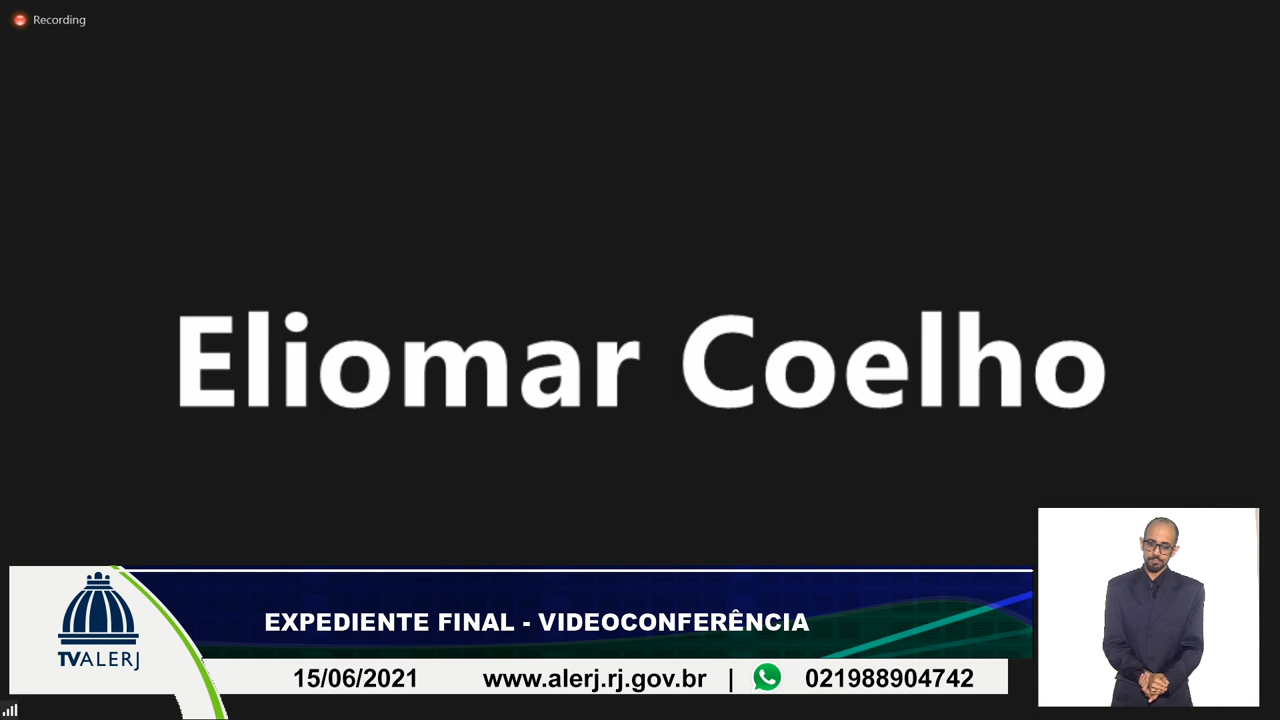 Recording
Eliomar Coelho
EXPEDIENTE FINAL - VIDEOCONFERÊNCIA
TVALERJ
15/06/2021 www.alerj.rj.gov.br | 021988904742